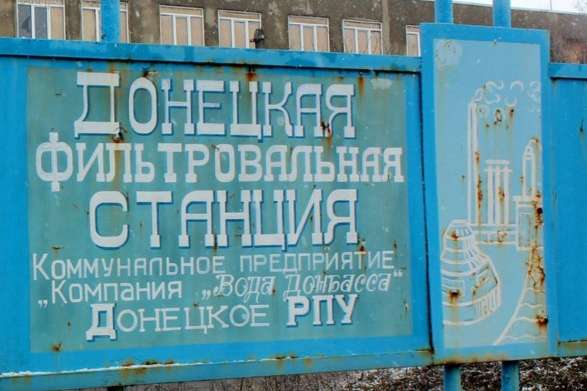 ДОНЕЦКАЯ
ФИЛЬТРОВАЛЬНАЯ
СТАНЦИЯ
КОММУНАЛЬНОЕ ПРЕДПРИЯТИЕ
„КОМПАНИЯ „Вода Донбасса“
ДОНЕЦКОЕ РПУ